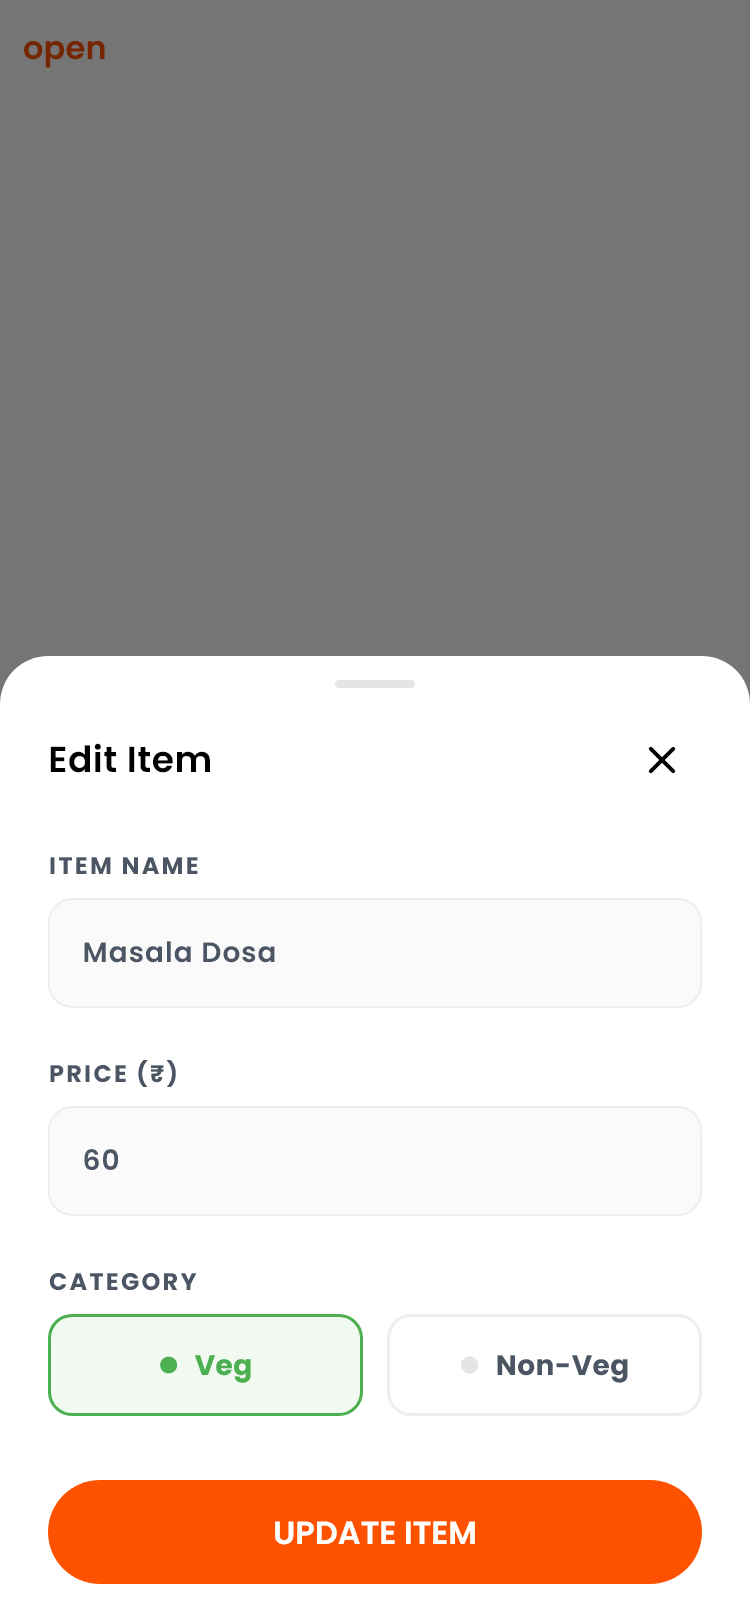 open
Edit Item
ITEM NAME
Masala Dosa
PRICE (₹)
60
CATEGORY
Veg
Non-Veg
UPDATE ITEM